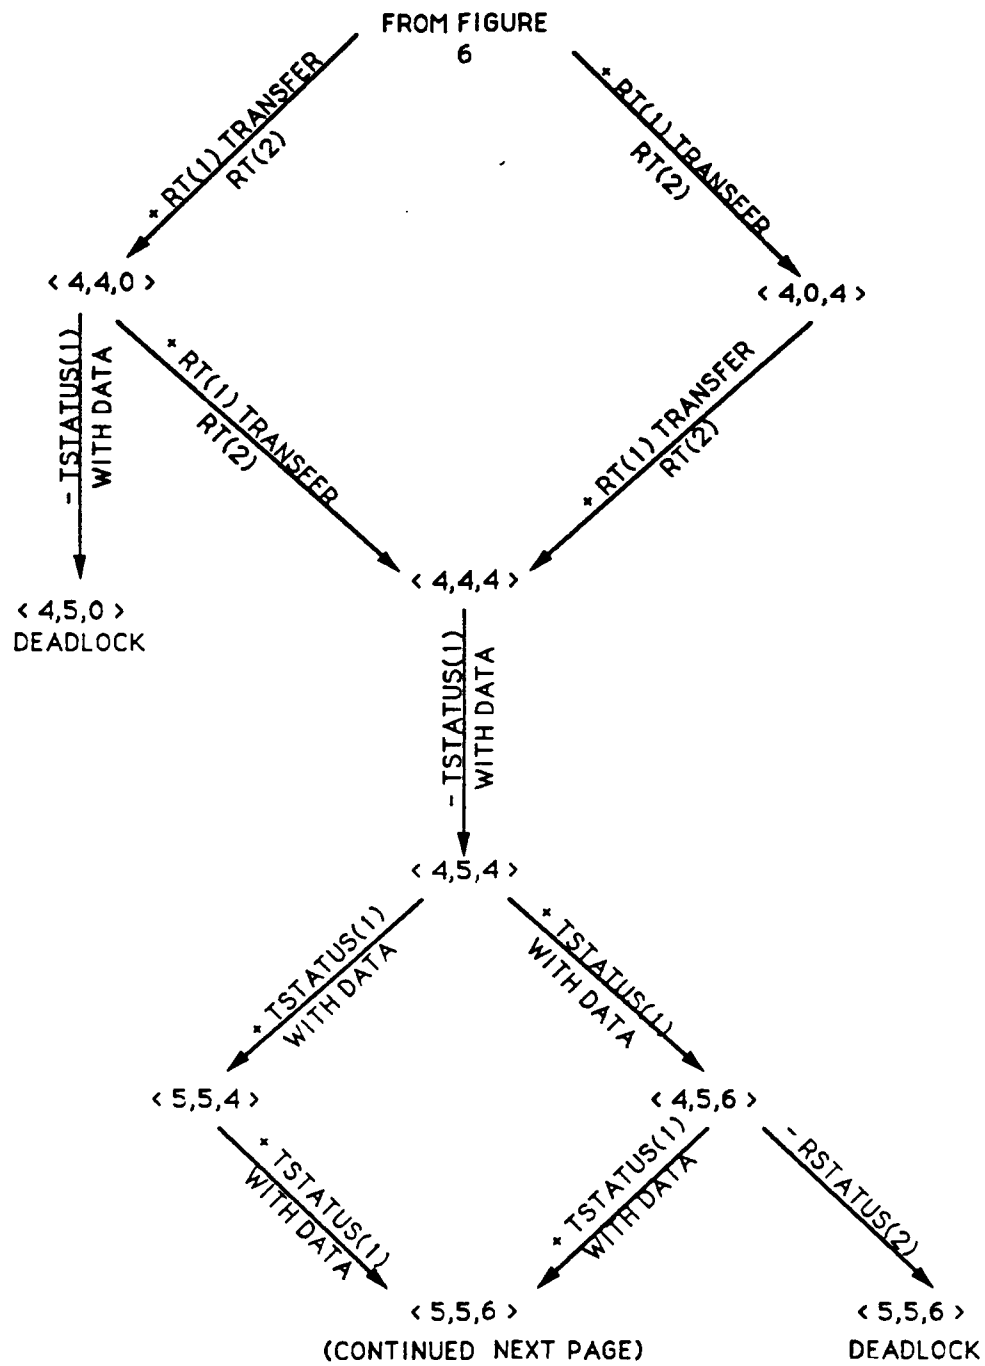 FROM FIGURE
6
+ RT(1) TRANSFER
RT(2)
+ RT(1) TRANSFER
RT(2)
< 4,4,0 >
< 4,0,4 >
- TSTATUS(1)
WITH DATA
+ RT(1) TRANSFER
RT(2)
+ RT(1) TRANSFER
RT(2)
< 4,4,4 >
< 4,5,0 >
DEADLOCK
- TSTATUS(1)
WITH DATA
< 4,5,4 >
+ TSTATUS(1)
WITH DATA
+ TSTATUS(1)
WITH DATA
< 5,5,4 >
< 4,5,6 >
+ TSTATUS(1)
WITH DATA
+ TSTATUS(1)
WITH DATA
- RSTATUS(2)
< 5,5,6 >
(CONTINUED NEXT PAGE)
< 5,5,6 >
DEADLOCK